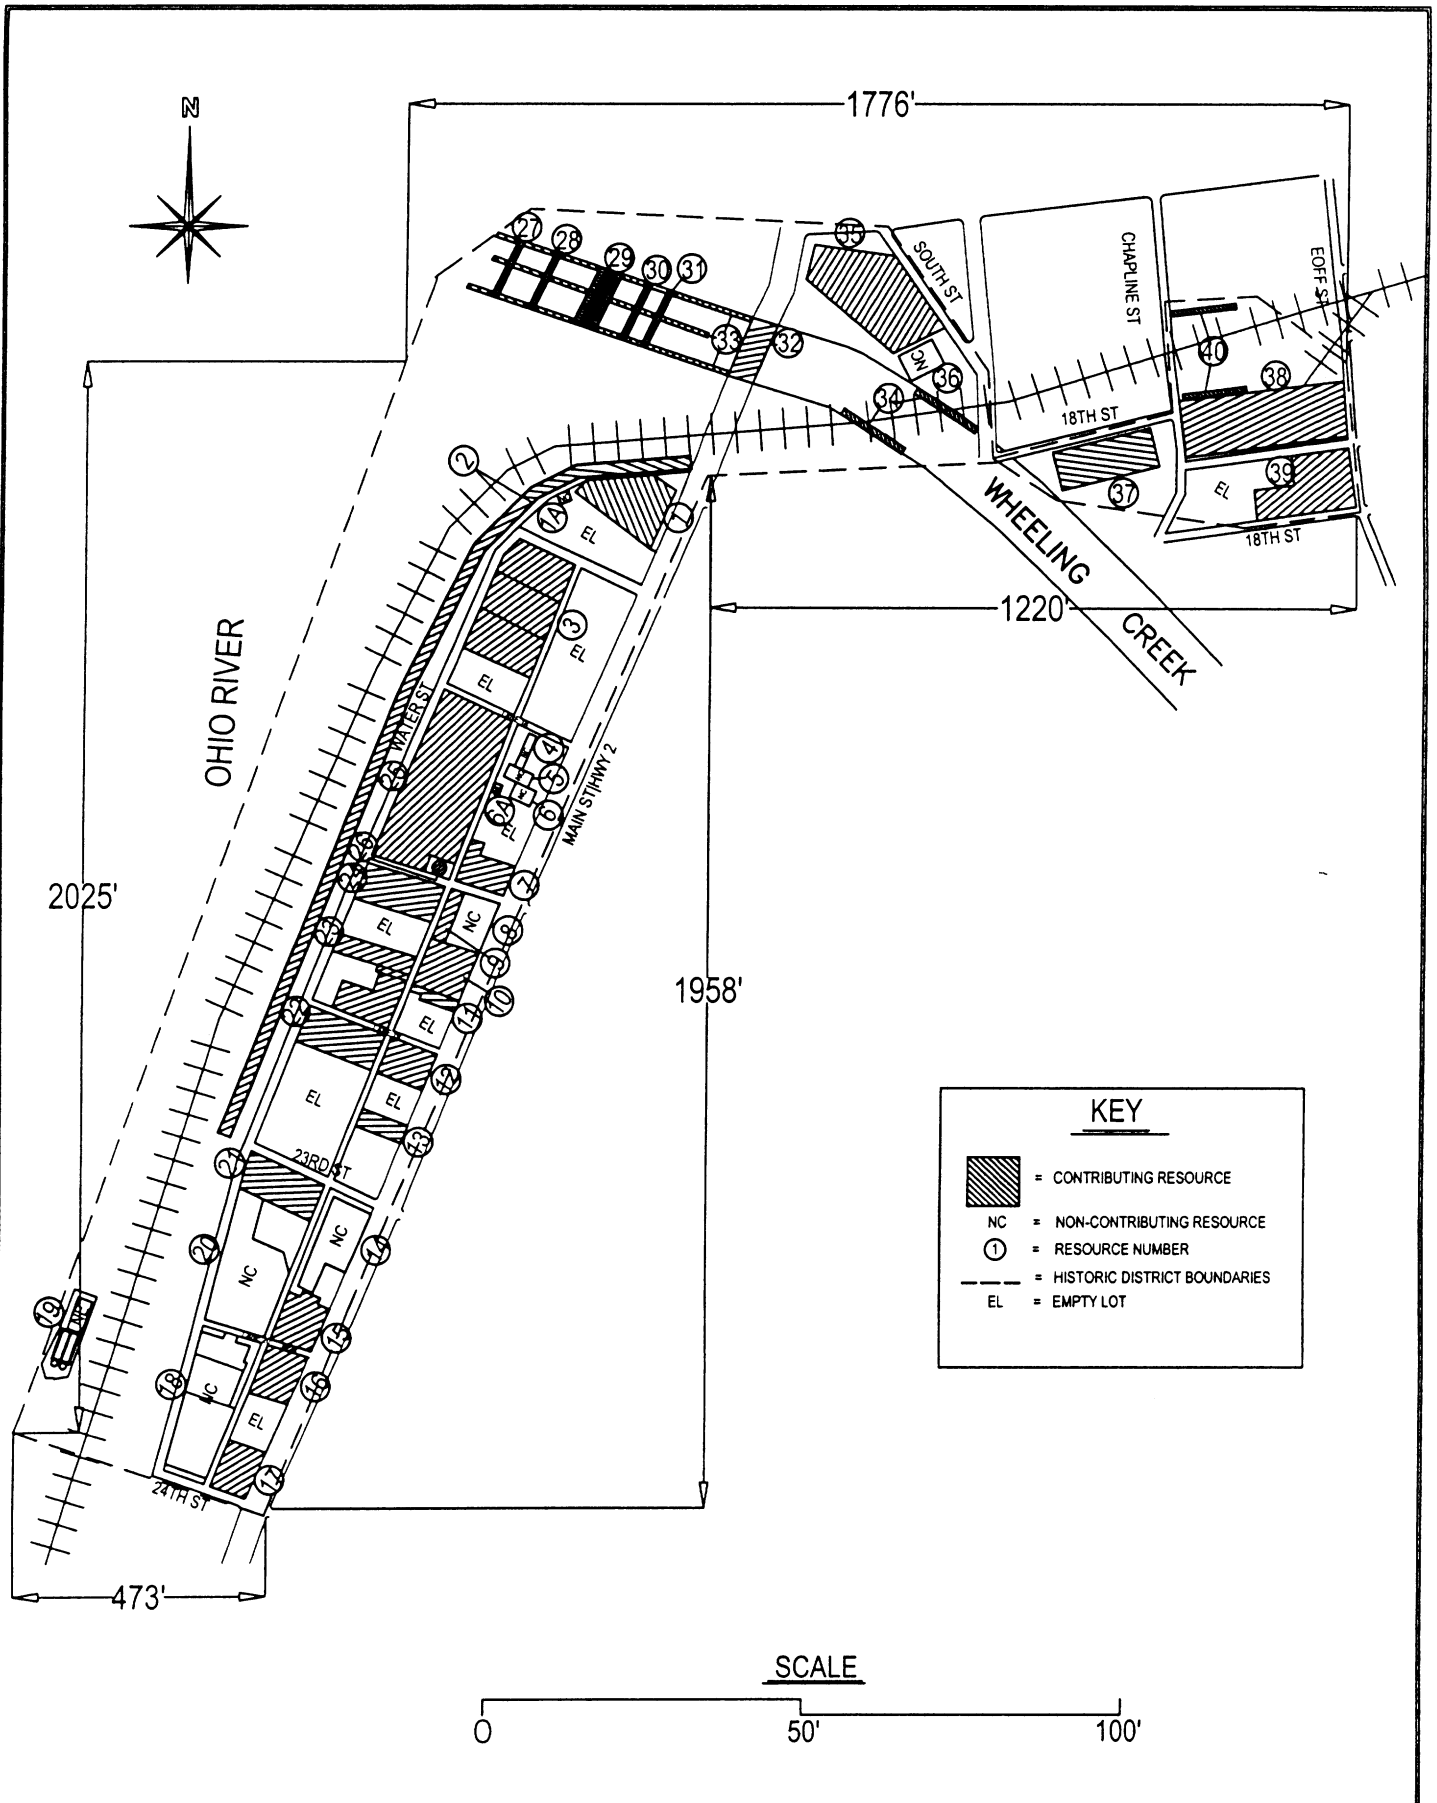 N
1776'
27
28
29
30
31
33
32
35
SOUTH ST
NC
36
34
CHAPLINE ST
EOFF ST
40
38
18TH ST
37
39
EL
18TH ST
WHEELING
CREEK
1220'
2
1A
EL
1
3
EL
EL
OHIO RIVER
WATER ST
MAIN ST|HWY 2
4
5
6
6A
EL
26
7
EL
NC
8
23
9
10
11
EL
22
12
EL
EL
13
23RD ST
21
20
NC
NC
14
15
19
NC
18
NC
16
EL
17
24TH ST
2025'
1958'
473'
KEY
= CONTRIBUTING RESOURCE
NC = NON-CONTRIBUTING RESOURCE
1 = RESOURCE NUMBER
= HISTORIC DISTRICT BOUNDARIES
EL = EMPTY LOT
SCALE
0 50' 100'